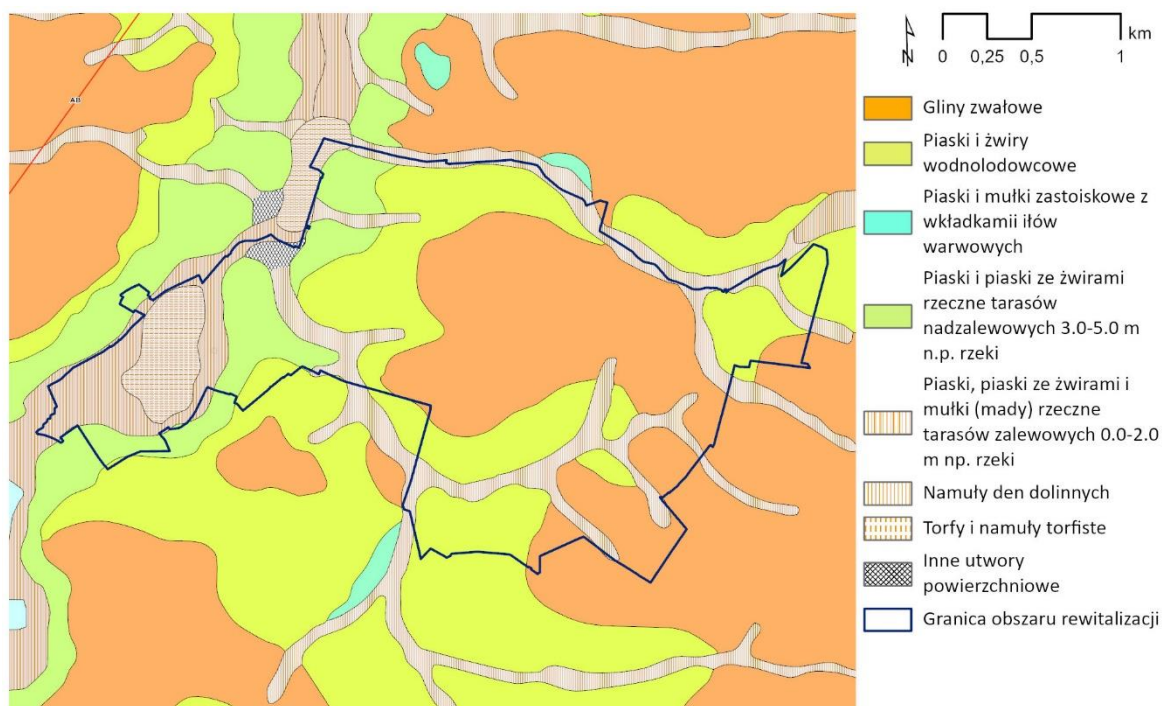 AB
N
km
0 0,25 0,5 1
Gliny zwałowe
Piaski i żwiry
wodnolodowcowe
Piaski i mułki zastoiskowe z
wkładkamii iłów
warwowych
Piaski i piaski ze żwirami
rzeczne tarasów
nadzalewowych 3.0-5.0 m
n.p. rzeki
Piaski, piaski ze żwirami i
mułki (mady) rzeczne
tarasów zalewowych 0.0-2.0
m np. rzeki
Namuły den dolinnych
Torfy i namuły torfiste
Inne utwory
powierzchniowe
Granica obszaru rewitalizacji